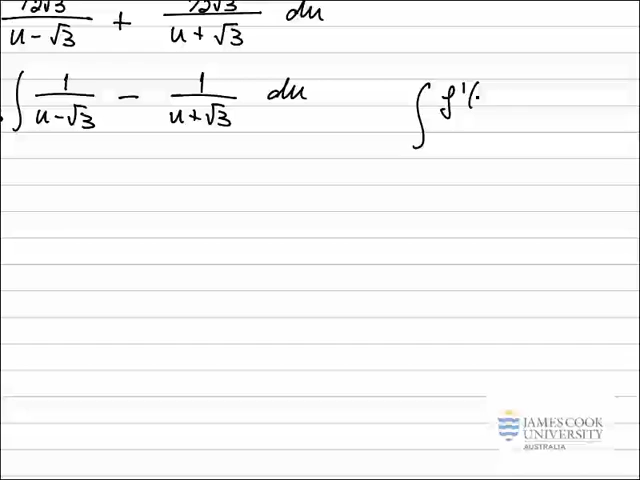 u - √3 + u + √3 du
∫ 1/(u - √3) - 1/(u + √3) du
∫ f'(
JAMES COOK
UNIVERSITY
AUSTRALIA